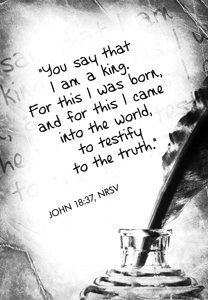 "You say that
I am a king.
For this I was born,
and for this I came
into the world,
to testify
to the truth."
JOHN 18:37, NRSV